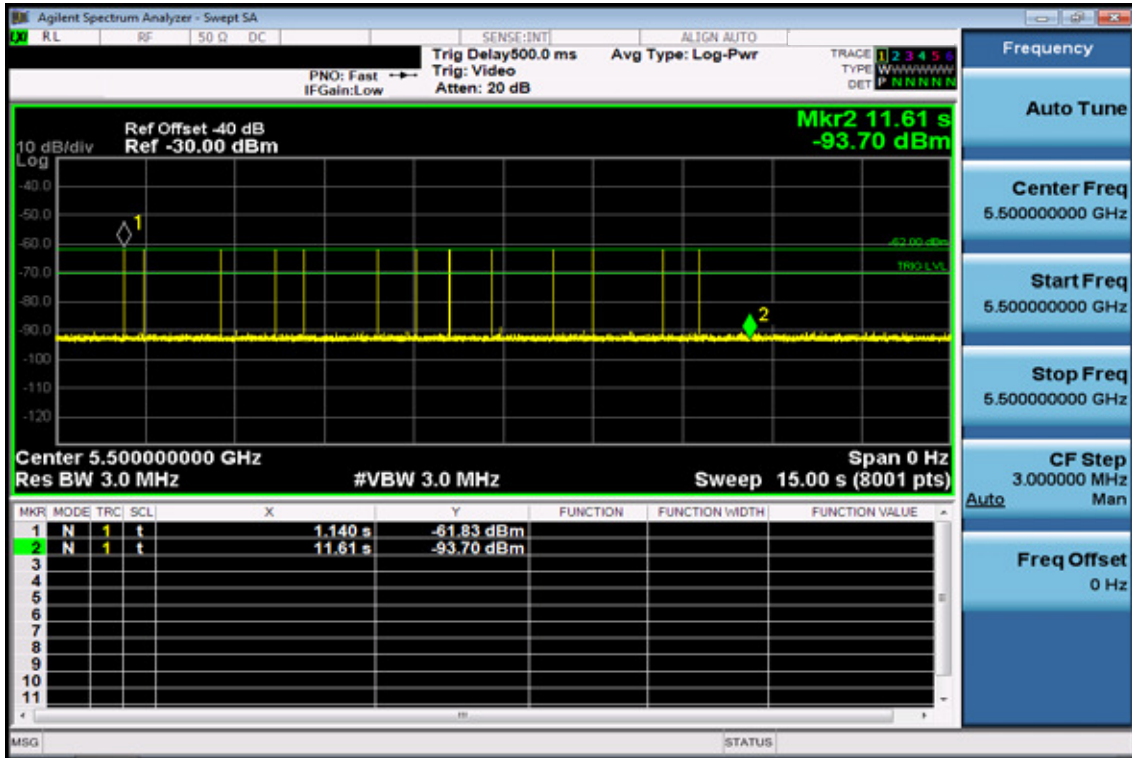 Agilent Spectrum Analyzer - Swept SA
RL RF 50 Ω DC SENSE:INT ALIGN AUTO
Trig Delay500.0 ms Avg Type: Log-Pwr TRACE 1 2 3 4 5 6
PNO: Fast Trig: Video TYPE WWWWWW
IFGain:Low Atten: 20 dB DET P N N N N N
Mkr2 11.61 s
-93.70 dBm
Ref Offset -40 dB
10 dB/div Ref -30.00 dBm
Log
-40.0
-50.0
1
-60.0
-62.00 dBm
TRIG LVL
-70.0
-80.0
-90.0
2
-100
-110
-120
Center 5.500000000 GHz Span 0 Hz
Res BW 3.0 MHz #VBW 3.0 MHz Sweep 15.00 s (8001 pts)
MKR MODE TRC SCL X Y FUNCTION FUNCTION WIDTH FUNCTION VALUE
1 N 1 t 1.140 s -61.83 dBm
2 N 1 t 11.61 s -93.70 dBm
3
4
5
6
7
8
9
10
11
MSG STATUS
Frequency
Auto Tune
Center Freq
5.500000000 GHz
Start Freq
5.500000000 GHz
Stop Freq
5.500000000 GHz
CF Step
3.000000 MHz
Auto Man
Freq Offset
0 Hz